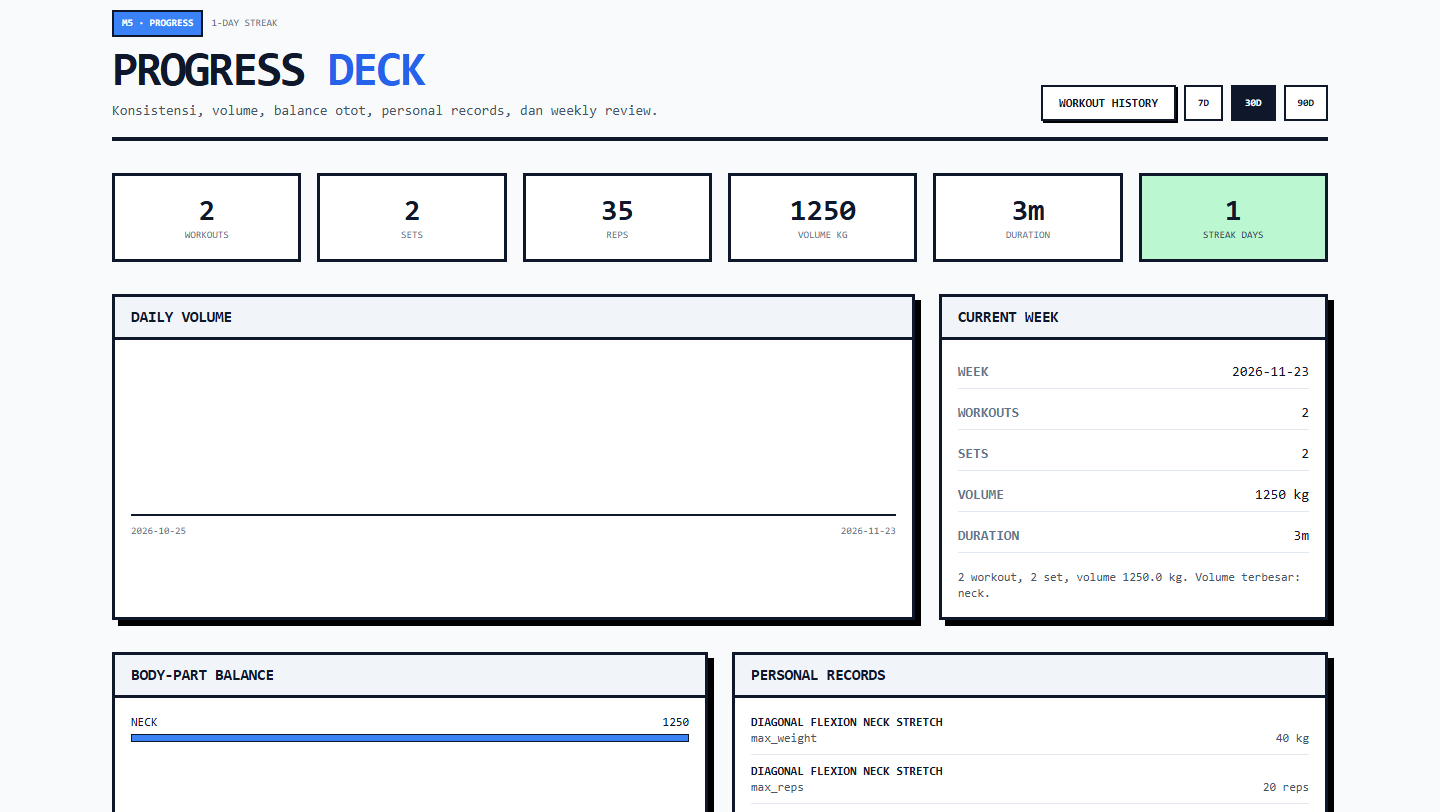 M5 · PROGRESS 1-DAY STREAK
PROGRESS DECK
Konsistensi, volume, balance otot, personal records, dan weekly review.
WORKOUT HISTORY 7D 30D 90D
2
WORKOUTS
2
SETS
35
REPS
1250
VOLUME KG
3m
DURATION
1
STREAK DAYS
DAILY VOLUME
2026-10-25 2026-11-23
CURRENT WEEK
WEEK 2026-11-23
WORKOUTS 2
SETS 2
VOLUME 1250 kg
DURATION 3m
2 workout, 2 set, volume 1250.0 kg. Volume terbesar:
neck.
BODY-PART BALANCE
NECK 1250
PERSONAL RECORDS
DIAGONAL FLEXION NECK STRETCH
max_weight 40 kg
DIAGONAL FLEXION NECK STRETCH
max_reps 20 reps